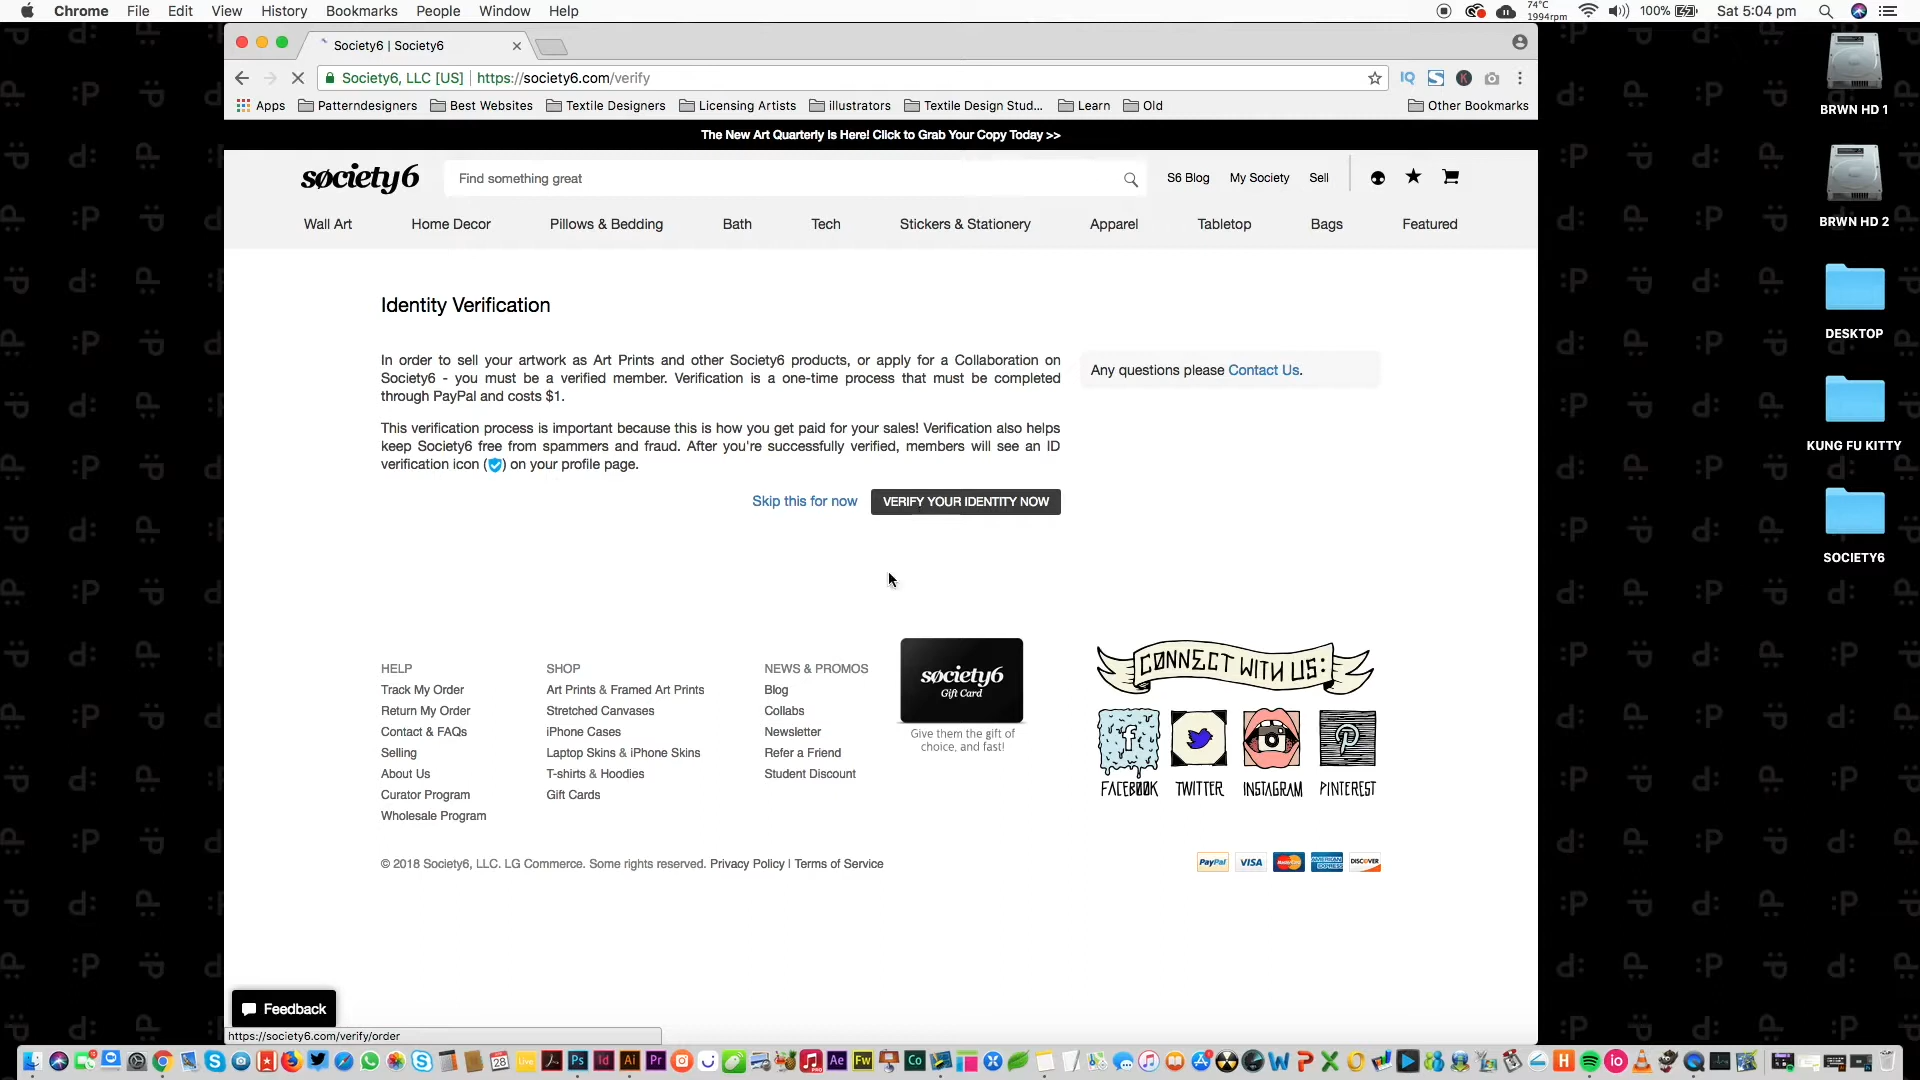 Chrome File Edit View History Bookmarks People Window Help
74°C
1994rpm
100%
Sat 5:04 pm
Society6 | Society6
Society6, LLC [US] | https://society6.com/verify
Apps Patterndesigners Best Websites Textile Designers Licensing Artists illustrators Textile Design Stud... Learn Old Other Bookmarks
The New Art Quarterly Is Here! Click to Grab Your Copy Today >>
søciety6
Find something great
S6 Blog My Society Sell
Wall Art Home Decor Pillows & Bedding Bath Tech Stickers & Stationery Apparel Tabletop Bags Featured
Identity Verification
In order to sell your artwork as Art Prints and other Society6 products, or apply for a Collaboration on
Society6 - you must be a verified member. Verification is a one-time process that must be completed
through PayPal and costs $1.
Any questions please Contact Us.
This verification process is important because this is how you get paid for your sales! Verification also helps
keep Society6 free from spammers and fraud. After you're successfully verified, members will see an ID
verification icon ( ) on your profile page.
Skip this for now VERIFY YOUR IDENTITY NOW
HELP
Track My Order
Return My Order
Contact & FAQs
Selling
About Us
Curator Program
Wholesale Program
SHOP
Art Prints & Framed Art Prints
Stretched Canvases
iPhone Cases
Laptop Skins & iPhone Skins
T-shirts & Hoodies
Gift Cards
NEWS & PROMOS
Blog
Collabs
Newsletter
Refer a Friend
Student Discount
søciety6
Gift Card
Give them the gift of
choice, and fast!
CONNECT WITH US:
FACEBOOK TWITTER INSTAGRAM PINTEREST
© 2018 Society6, LLC. LG Commerce. Some rights reserved. Privacy Policy | Terms of Service
PayPal VISA MasterCard AMERICAN EXPRESS DISCOVER
Feedback
https://society6.com/verify/order
BRWN HD 1
BRWN HD 2
DESKTOP
KUNG FU KITTY
SOCIETY6